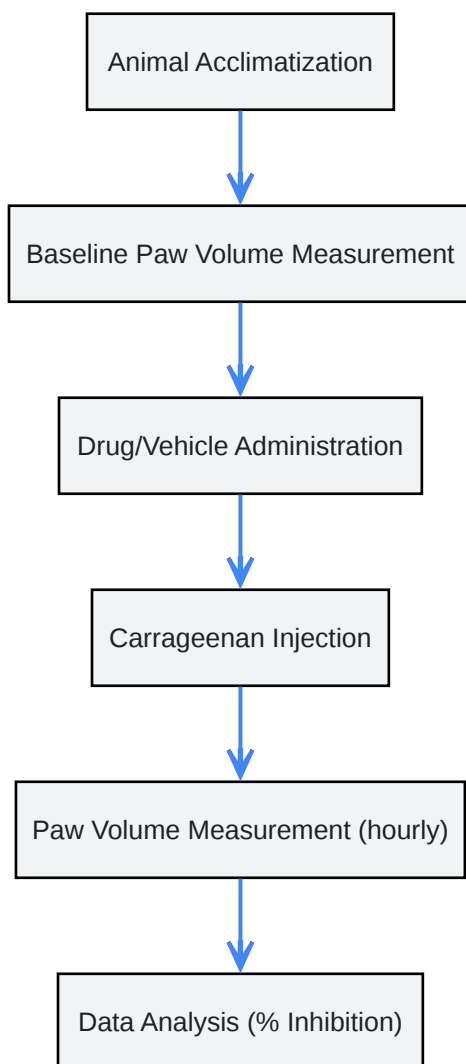 Animal Acclimatization
Baseline Paw Volume Measurement
Drug/Vehicle Administration
Carrageenan Injection
Paw Volume Measurement (hourly)
Data Analysis (% Inhibition)